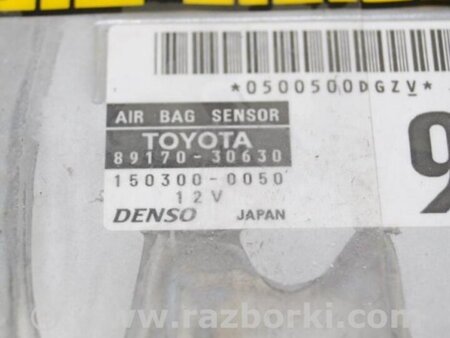 *0500500DGZV*
AIR BAG SENSOR
TOYOTA
89170-30630
150300-0050
12V
DENSO JAPAN
9
www.razborki.com